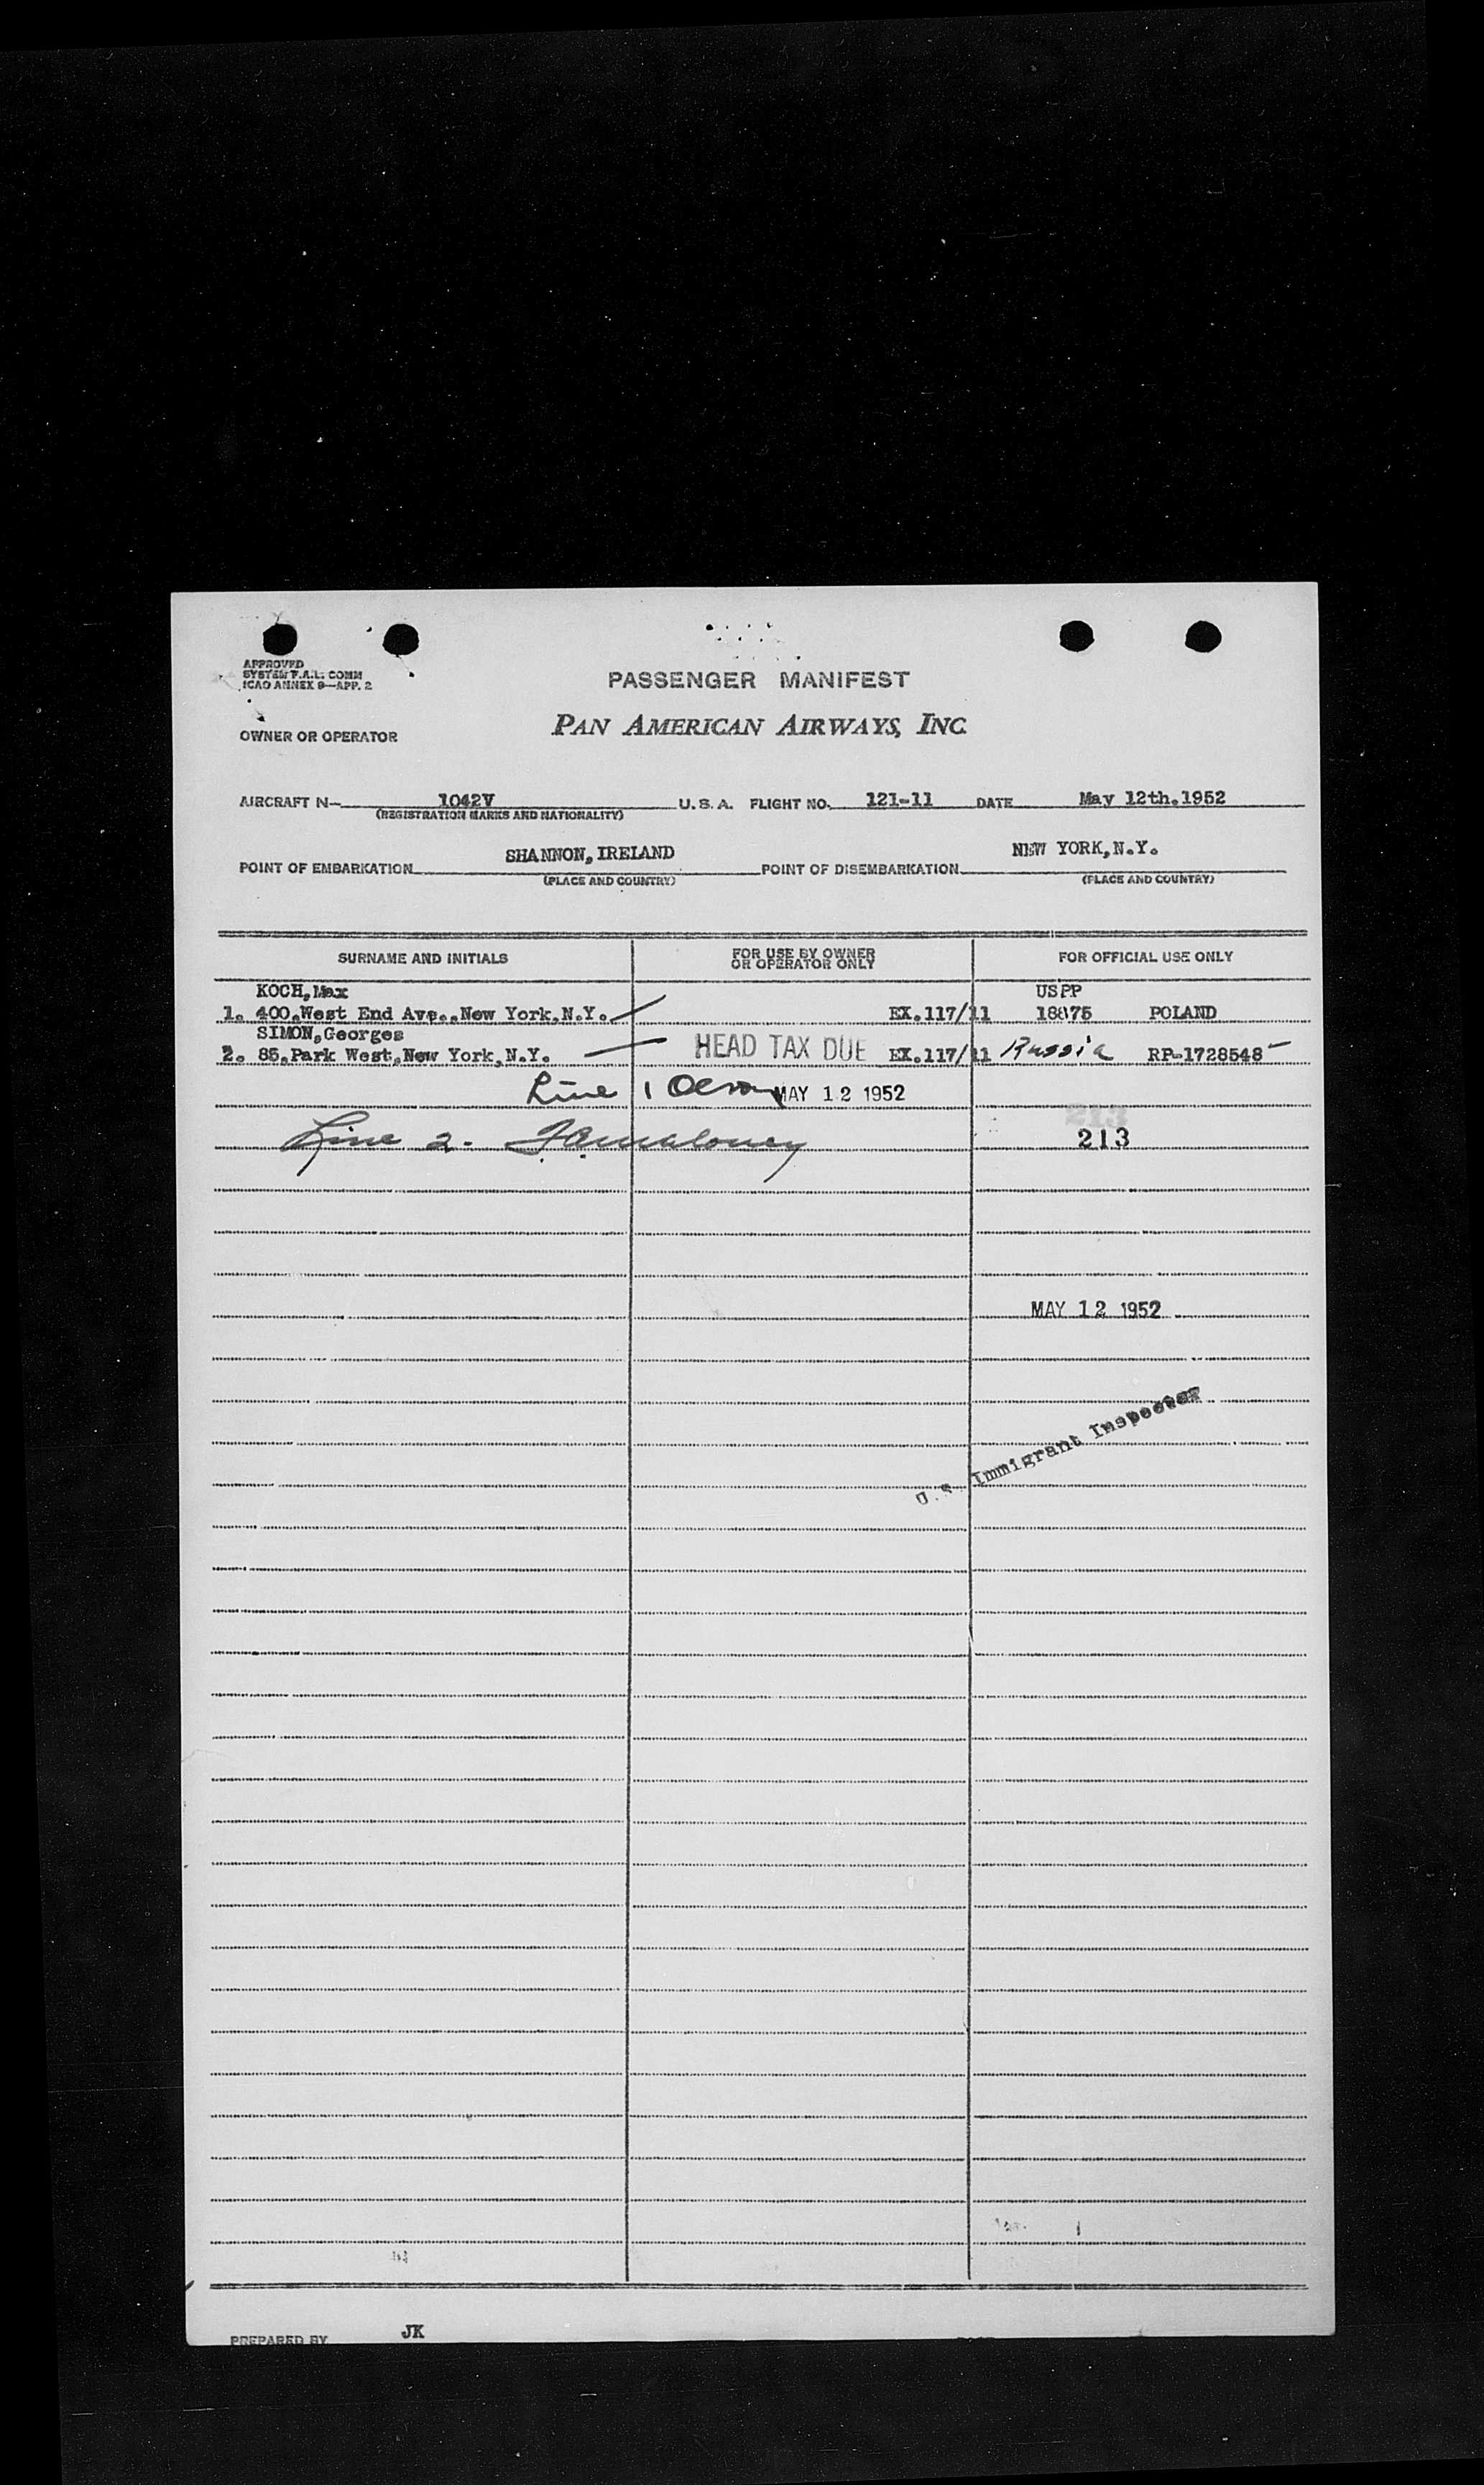 APPROVED
SYSTEM F.A.L. COMM
ICAO ANNEX 9—APP. 2
PASSENGER MANIFEST
OWNER OR OPERATOR PAN AMERICAN AIRWAYS, INC.
AIRCRAFT N— 1042V U.S.A. FLIGHT NO. 121-11 DATE May 12th.1952
(REGISTRATION MARKS AND NATIONALITY)
POINT OF EMBARKATION SHANNON, IRELAND POINT OF DISEMBARKATION NEW YORK, N.Y.
(PLACE AND COUNTRY) (PLACE AND COUNTRY)
SURNAME AND INITIALS FOR USE BY OWNER OR OPERATOR ONLY FOR OFFICIAL USE ONLY
KOCH, Max USPP
1. 400, West End Ave., New York, N.Y. EX.117/11 18875 POLAND
SIMON, Georges
2. 85, Park West, New York, N.Y. HEAD TAX DUE EX.117/11 Russia RP-1728548
Line 1 Olson MAY 12 1952
213
Line 2. 213
MAY 12 1952
U.S. Immigrant Inspector
PREPARED BY JK